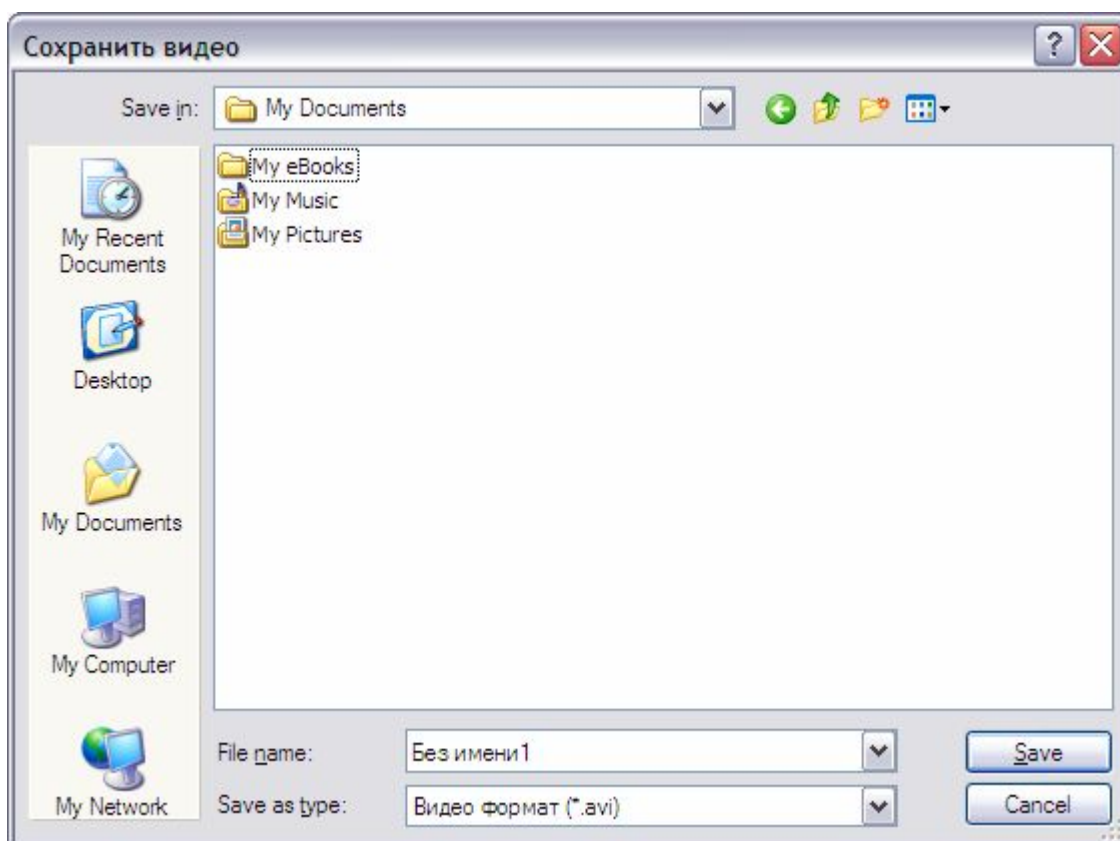 Сохранить видео
Save in:
My Documents
My eBooks
My Music
My Pictures
My Recent
Documents
Desktop
My Documents
My Computer
My Network
File name:
Без имени1
Save
Save as type:
Видео формат (*.avi)
Cancel